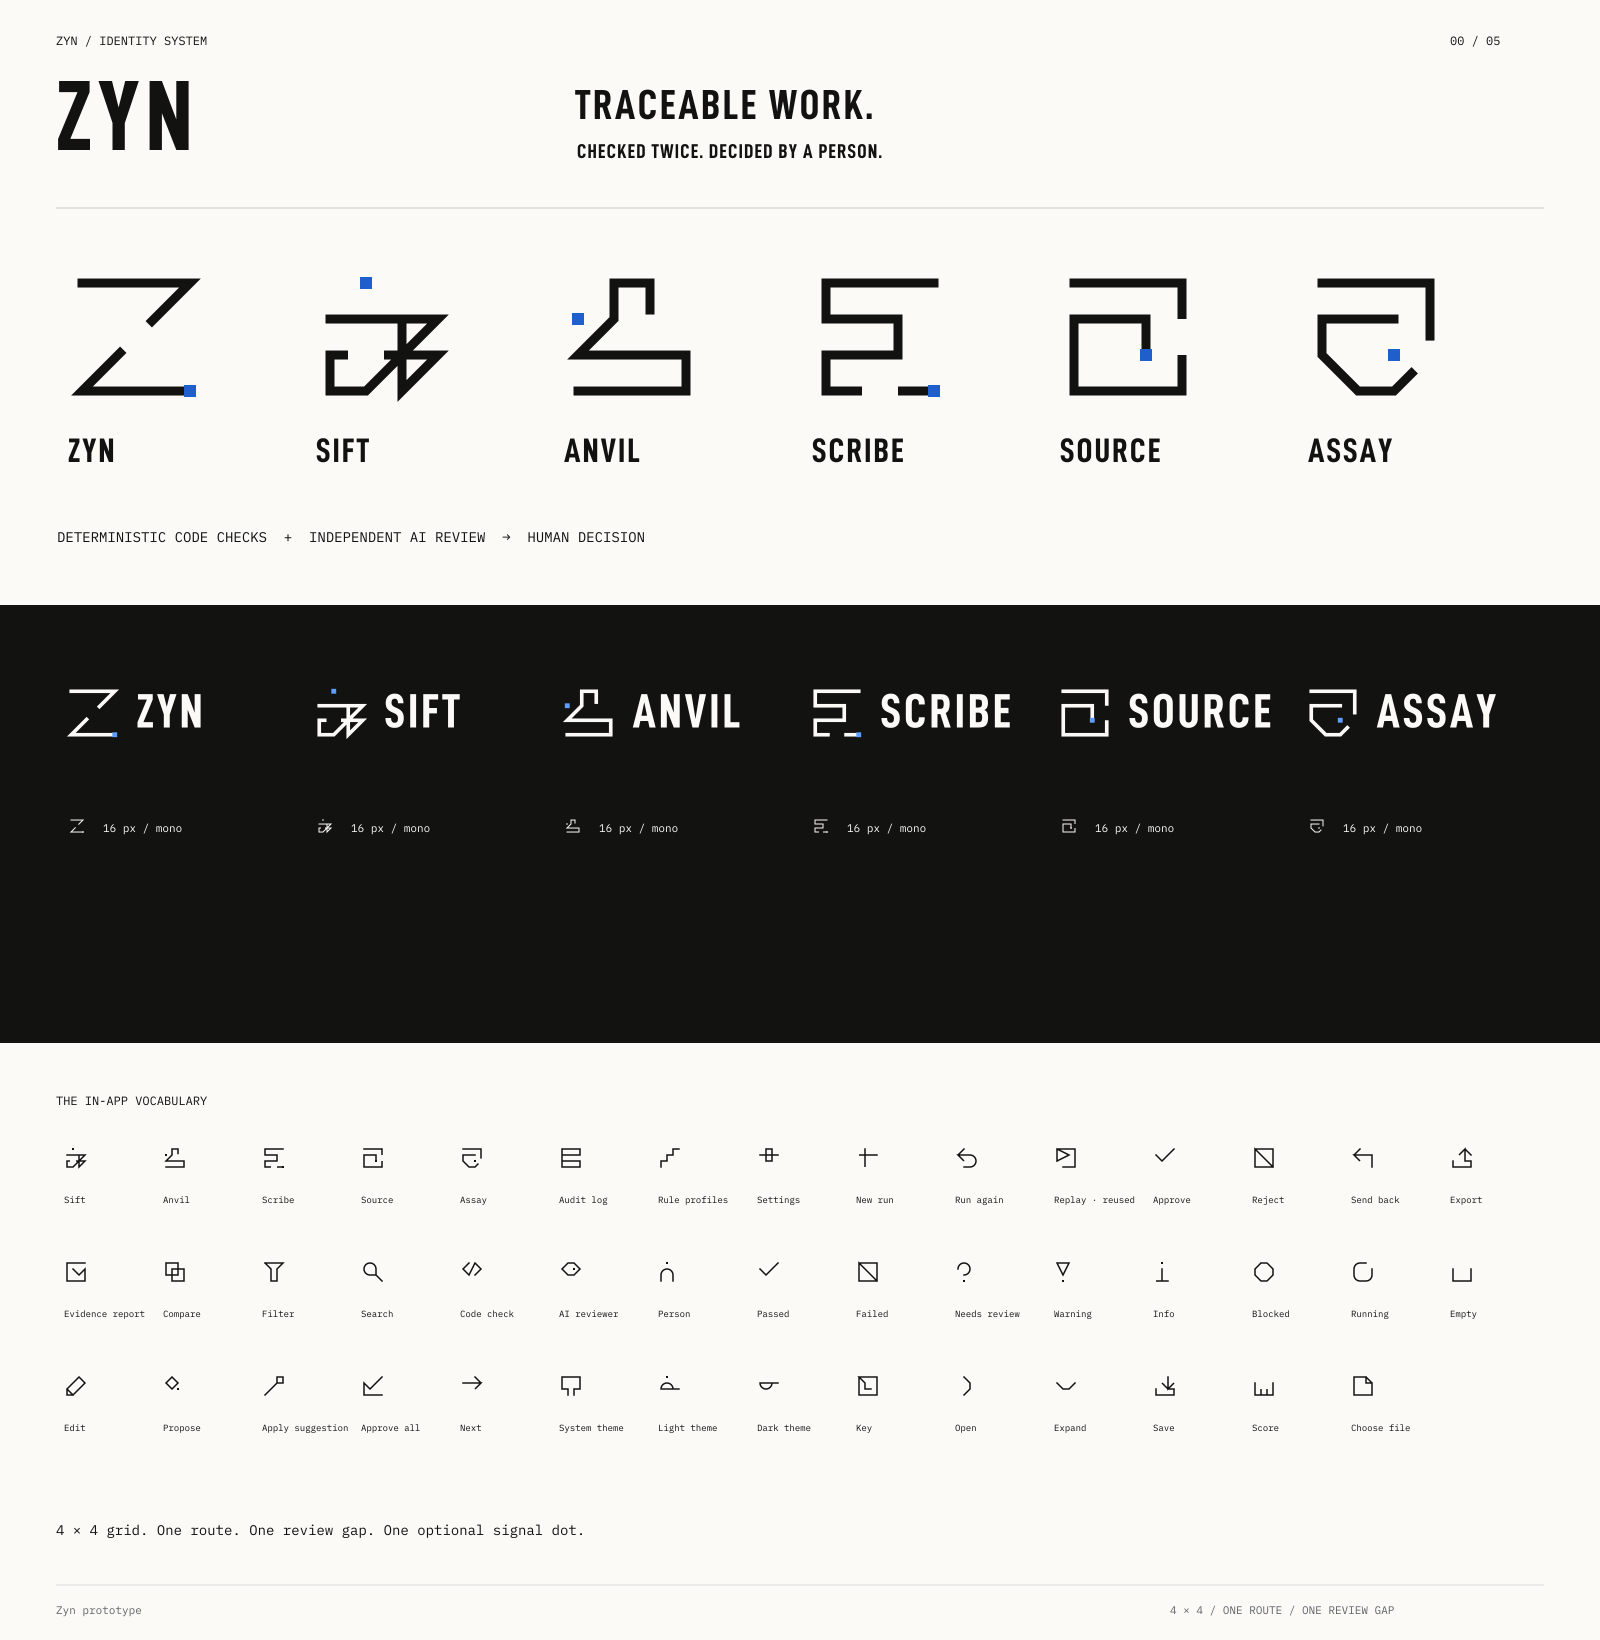 ZYN / IDENTITY SYSTEM
00 / 05
ZYN
TRACEABLE WORK.
CHECKED TWICE. DECIDED BY A PERSON.
ZYN SIFT ANVIL SCRIBE SOURCE ASSAY
DETERMINISTIC CODE CHECKS + INDEPENDENT AI REVIEW → HUMAN DECISION
ZYN SIFT ANVIL SCRIBE SOURCE ASSAY
16 px / mono 16 px / mono 16 px / mono 16 px / mono 16 px / mono 16 px / mono
THE IN-APP VOCABULARY
Sift Anvil Scribe Source Assay Audit log Rule profiles Settings New run Run again Replay · reused Approve Reject Send back Export
Evidence report Compare Filter Search Code check AI reviewer Person Passed Failed Needs review Warning Info Blocked Running Empty
Edit Propose Apply suggestion Approve all Next System theme Light theme Dark theme Key Open Expand Save Score Choose file
4 × 4 grid. One route. One review gap. One optional signal dot.
Zyn prototype
4 × 4 / ONE ROUTE / ONE REVIEW GAP